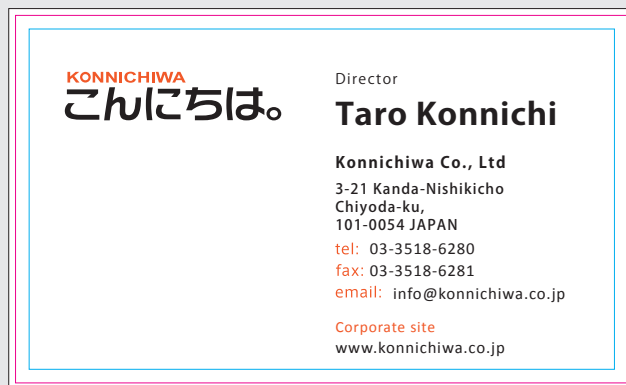 KONNICHIWA
こんにちは。
Director
Taro Konnichi
Konnichiwa Co., Ltd
3-21 Kanda-Nishikicho
Chiyoda-ku,
101-0054 JAPAN
tel: 03-3518-6280
fax: 03-3518-6281
email: info@konnichiwa.co.jp
Corporate site
www.konnichiwa.co.jp